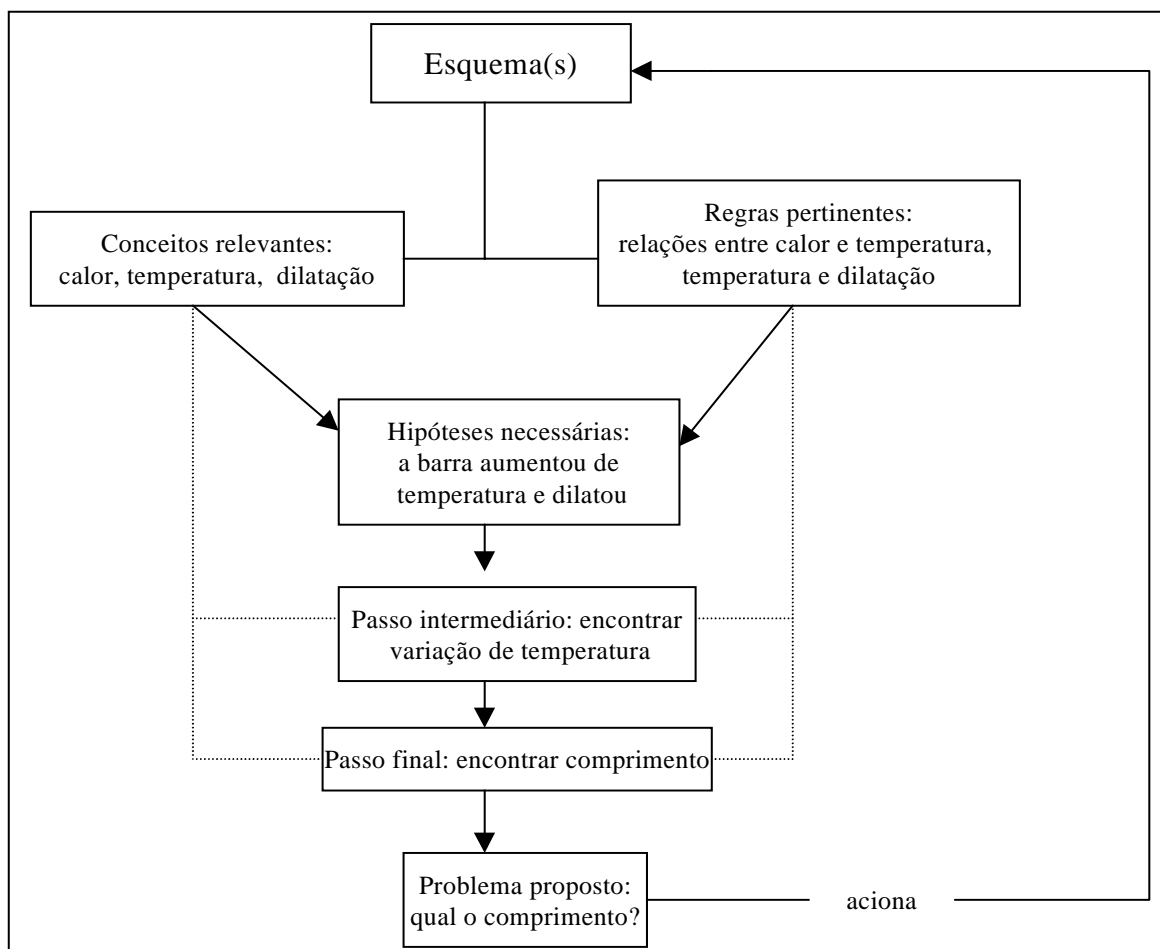 Esquema(s)
Conceitos relevantes:
calor, temperatura, dilatação
Regras pertinentes:
relações entre calor e temperatura,
temperatura e dilatação
Hipóteses necessárias:
a barra aumentou de
temperatura e dilatou
Passo intermediário: encontrar
variação de temperatura
Passo final: encontrar comprimento
Problema proposto:
qual o comprimento?
aciona